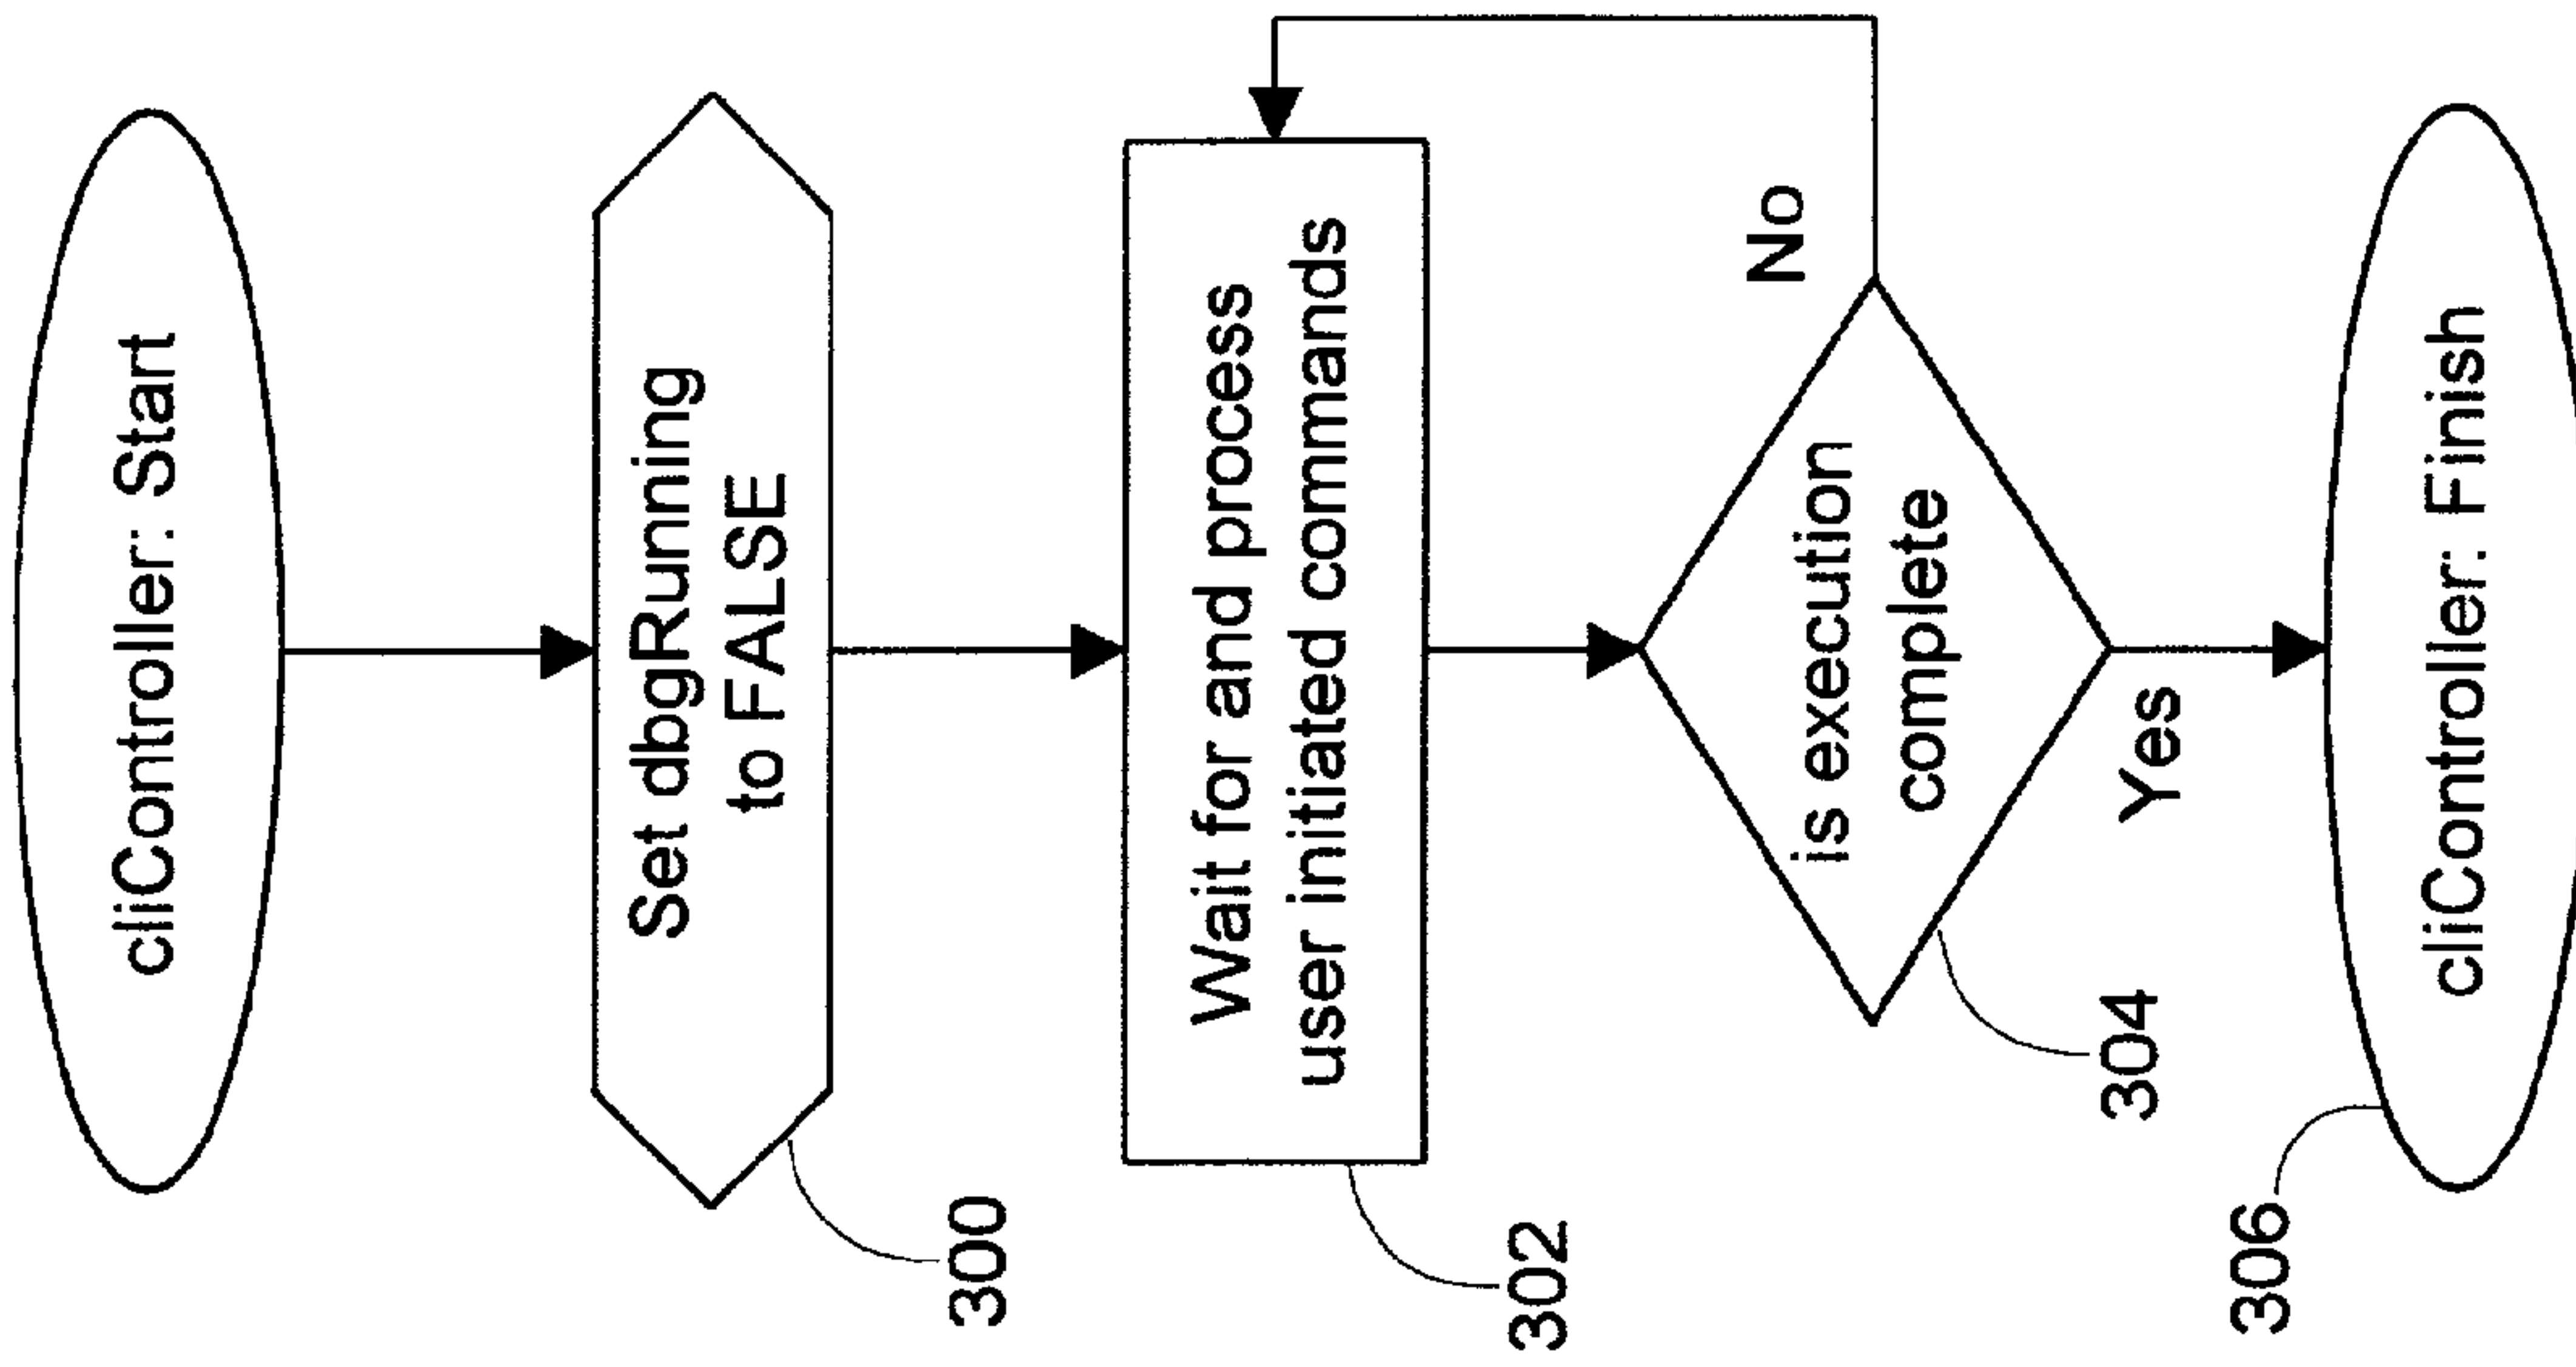 cliController: Start
Set dbgRunning
to FALSE
300
Wait for and process
user initiated commands
302
is execution
complete
No
Yes
304
cliController: Finish
306